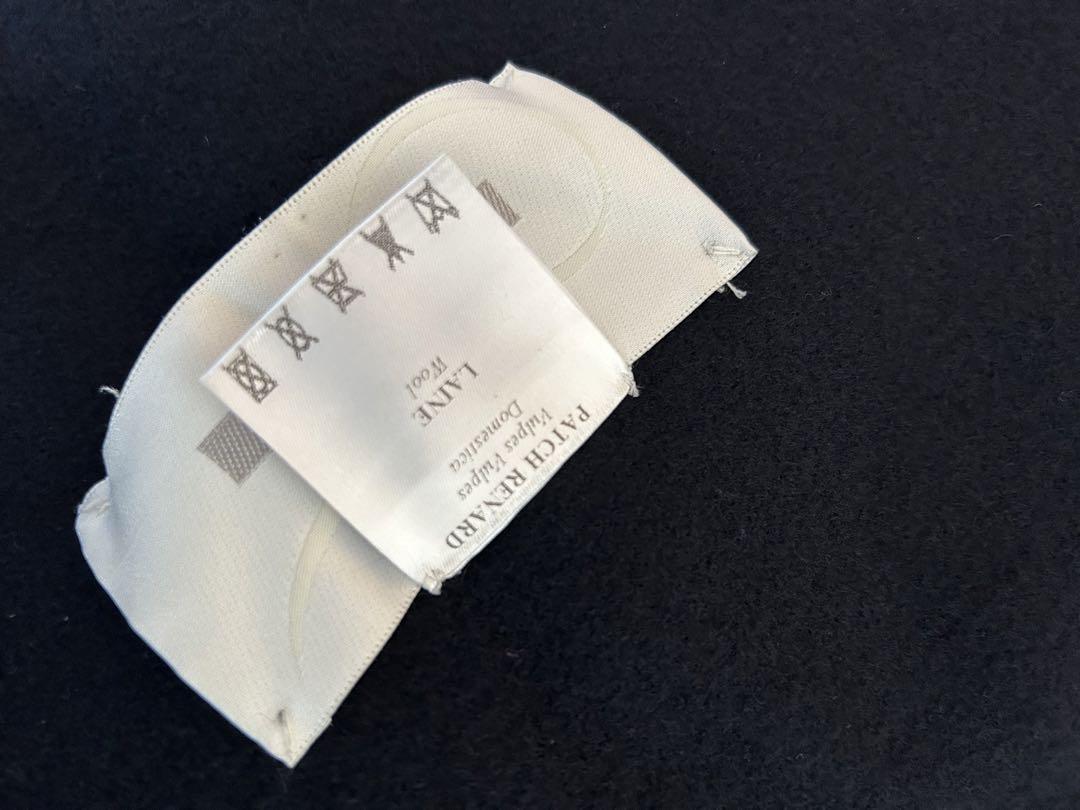 PATCH RENARD
Vulpes Vulpes
Domestica
LAINE
Wool